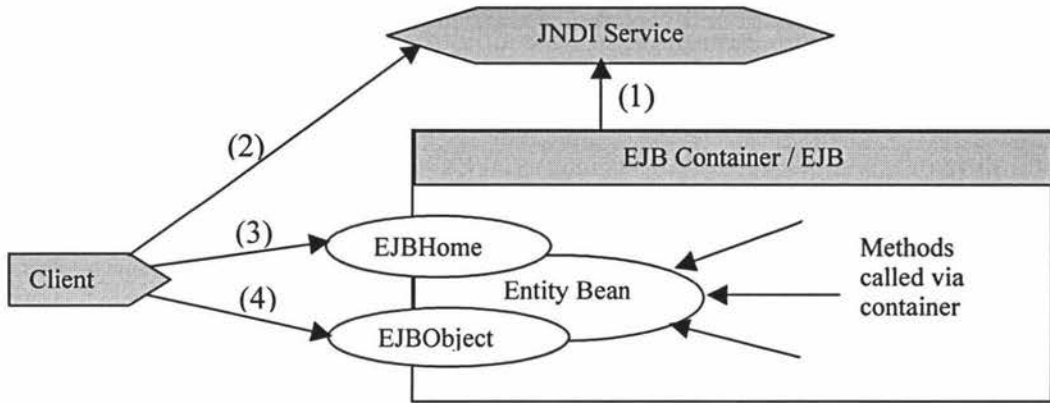 JNDI Service
(1)
(2)
EJB Container / EJB
(3)
EJBHome
Methods
called via
container
Client
Entity Bean
(4)
EJBObject